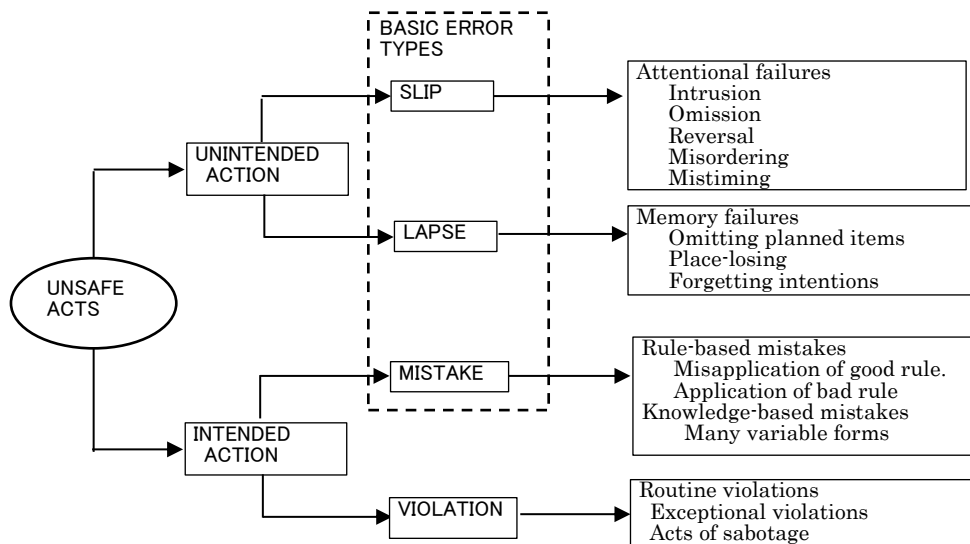 BASIC ERROR
TYPES
SLIP
Attentional failures
Intrusion
Omission
Reversal
Misordering
Mistiming
UNINTENDED
ACTION
LAPSE
Memory failures
Omitting planned items
Place-losing
Forgetting intentions
UNSAFE
ACTS
MISTAKE
Rule-based mistakes
Misapplication of good rule.
Application of bad rule
Knowledge-based mistakes
Many variable forms
INTENDED
ACTION
VIOLATION
Routine violations
Exceptional violations
Acts of sabotage